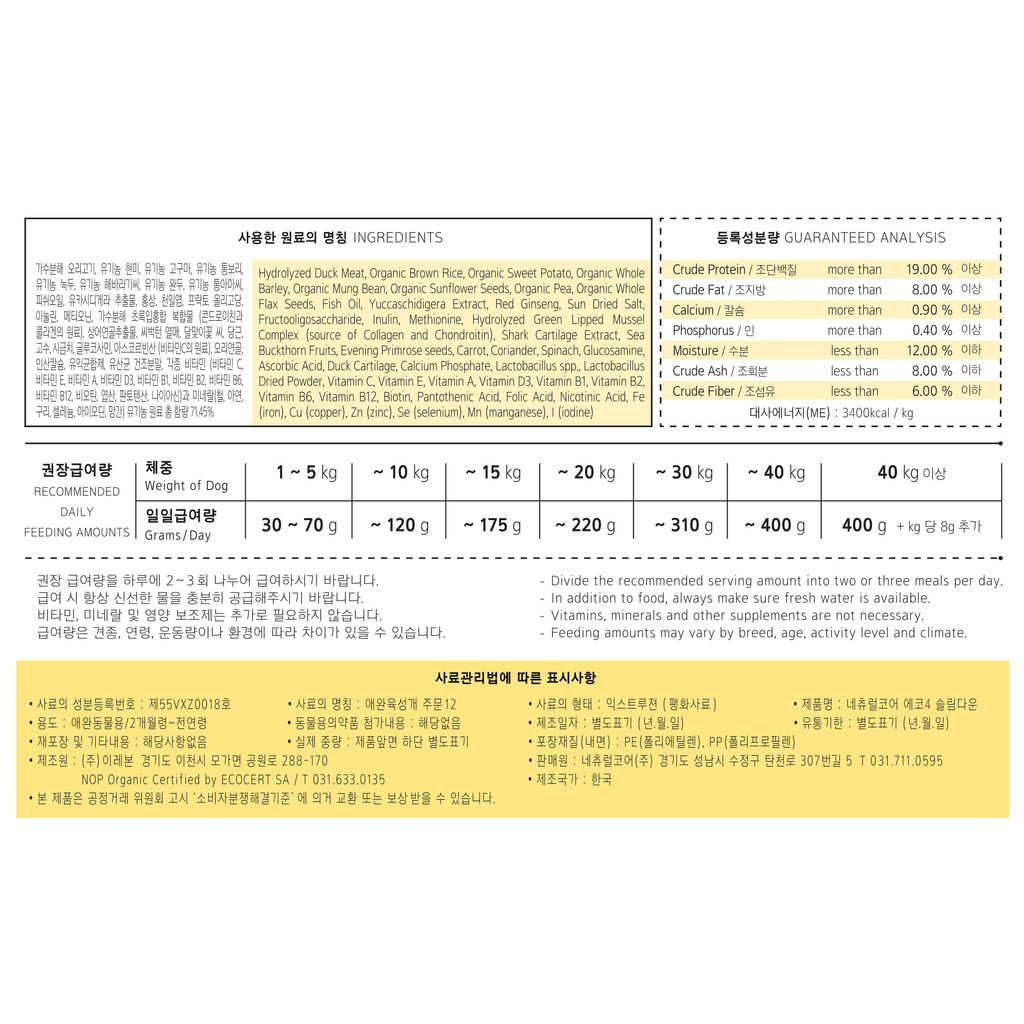 사용한 원료의 명칭 INGREDIENTS
가수분해 오리고기, 유기농 현미, 유기농 고구마, 유기농 통보리,
유기농 녹두, 유기농 해바라기씨, 유기농 완두, 유기농 통아마씨,
피쉬오일, 유카시디게라 추출물, 홍삼, 천일염, 프락토 올리고당,
이눌린, 메티오닌, 가수분해 초록입홍합 복합물 (콘드로이친과
콜라겐의 원료), 상어연골추출물, 씨벅턴 열매, 달맞이꽃 씨, 당근,
고수, 시금치, 글루코사민, 아스코르빈산 (비타민C의 원료), 오리연골,
인산칼슘, 유익균합제, 유산균 건조분말, 각종 비타민 (비타민 C,
비타민 E, 비타민 A, 비타민 D3, 비타민 B1, 비타민 B2, 비타민 B6,
비타민 B12, 비오틴, 엽산, 판토텐산, 나이아신)과 미네랄(철, 아연,
구리, 셀레늄, 아이오딘, 망간) 유기농 원료 총 함량 71.45%
Hydrolyzed Duck Meat, Organic Brown Rice, Organic Sweet Potato, Organic Whole
Barley, Organic Mung Bean, Organic Sunflower Seeds, Organic Pea, Organic Whole
Flax Seeds, Fish Oil, Yuccaschidigera Extract, Red Ginseng, Sun Dried Salt,
Fructooligosaccharide, Inulin, Methionine, Hydrolyzed Green Lipped Mussel
Complex (source of Collagen and Chondroitin), Shark Cartilage Extract, Sea
Buckthorn Fruits, Evening Primrose seeds, Carrot, Coriander, Spinach, Glucosamine,
Ascorbic Acid, Duck Cartilage, Calcium Phosphate, Lactobacillus spp., Lactobacillus
Dried Powder, Vitamin C, Vitamin E, Vitamin A, Vitamin D3, Vitamin B1, Vitamin B2,
Vitamin B6, Vitamin B12, Biotin, Pantothenic Acid, Folic Acid, Nicotinic Acid, Fe
(iron), Cu (copper), Zn (zinc), Se (selenium), Mn (manganese), I (iodine)
등록성분량 GUARANTEED ANALYSIS
Crude Protein / 조단백질 more than 19.00 % 이상
Crude Fat / 조지방 more than 8.00 % 이상
Calcium / 칼슘 more than 0.90 % 이상
Phosphorus / 인 more than 0.40 % 이상
Moisture / 수분 less than 12.00 % 이하
Crude Ash / 조회분 less than 8.00 % 이하
Crude Fiber / 조섬유 less than 6.00 % 이하
대사에너지(ME) : 3400kcal / kg
권장급여량
RECOMMENDED
DAILY
FEEDING AMOUNTS
체중 1 ~ 5 kg ~ 10 kg ~ 15 kg ~ 20 kg ~ 30 kg ~ 40 kg 40 kg 이상
Weight of Dog
일일급여량 30 ~ 70 g ~ 120 g ~ 175 g ~ 220 g ~ 310 g ~ 400 g 400 g + kg 당 8g 추가
Grams/Day
권장 급여량을 하루에 2~3회 나누어 급여하시기 바랍니다.
급여 시 항상 신선한 물을 충분히 공급해주시기 바랍니다.
비타민, 미네랄 및 영양 보조제는 추가로 필요하지 않습니다.
급여량은 견종, 연령, 운동량이나 환경에 따라 차이가 있을 수 있습니다.
- Divide the recommended serving amount into two or three meals per day.
- In addition to food, always make sure fresh water is available.
- Vitamins, minerals and other supplements are not necessary.
- Feeding amounts may vary by breed, age, activity level and climate.
사료관리법에 따른 표시사항
• 사료의 성분등록번호 : 제55VXZ0018호 • 사료의 명칭 : 애완육성개 주문12 • 사료의 형태 : 익스트루젼 (팽화사료) • 제품명 : 네츄럴코어 에코4 슬림다운
• 용도 : 애완동물용/2개월령~전연령 • 동물용의약품 첨가내용 : 해당없음 • 제조일자 : 별도표기 (년.월.일) • 유통기한 : 별도표기 (년.월.일)
• 재포장 및 기타내용 : 해당사항없음 • 실제 중량 : 제품앞면 하단 별도표기 • 포장재질(내면) : PE(폴리에틸렌), PP(폴리프로필렌)
• 제조원 : (주)이레본 경기도 이천시 모가면 공원로 288-170 • 판매원 : 네츄럴코어(주) 경기도 성남시 수정구 탄천로 307번길 5 T 031.711.0595
NOP Organic Certified by ECOCERT SA / T 031.633.0135 • 제조국가 : 한국
• 본 제품은 공정거래 위원회 고시 '소비자분쟁해결기준' 에 의거 교환 또는 보상받을 수 있습니다.